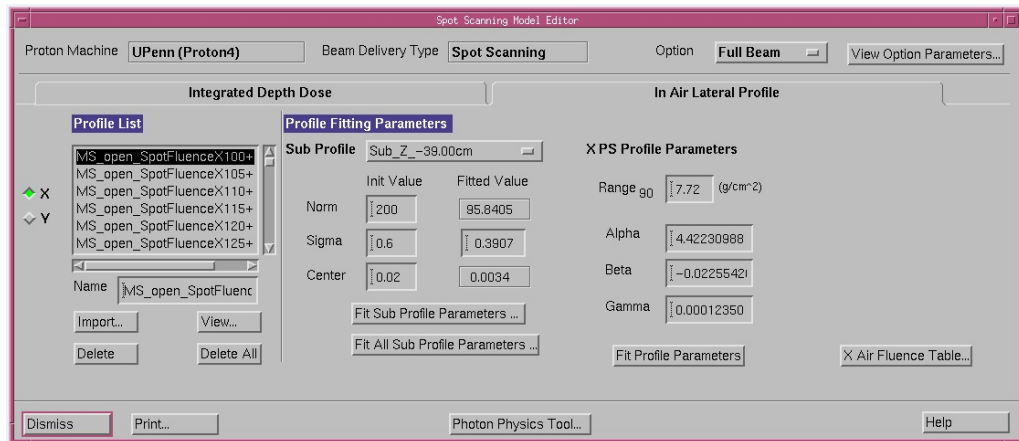 Spot Scanning Model Editor
Proton Machine UPenn (Proton4) Beam Delivery Type Spot Scanning Option Full Beam View Option Parameters...
Integrated Depth Dose In Air Lateral Profile
Profile List Profile Fitting Parameters
Sub Profile Sub_Z_-39.00cm X PS Profile Parameters
MS_open_SpotFluenceX100+
MS_open_SpotFluenceX105+
MS_open_SpotFluenceX110+
MS_open_SpotFluenceX115+
MS_open_SpotFluenceX120+
MS_open_SpotFluenceX125+
X
Y
Init Value Fitted Value
Norm 200 95.8405
Sigma 0.6 0.3907
Center 0.02 0.0034
Range 90 7.72 (g/cm^2)
Alpha 4.42230988
Beta -0.02255420
Gamma 0.00012350
Name MS_open_SpotFluenc
Import... View...
Delete Delete All
Fit Sub Profile Parameters ...
Fit All Sub Profile Parameters ...
Fit Profile Parameters X Air Fluence Table...
Dismiss Print... Photon Physics Tool... Help